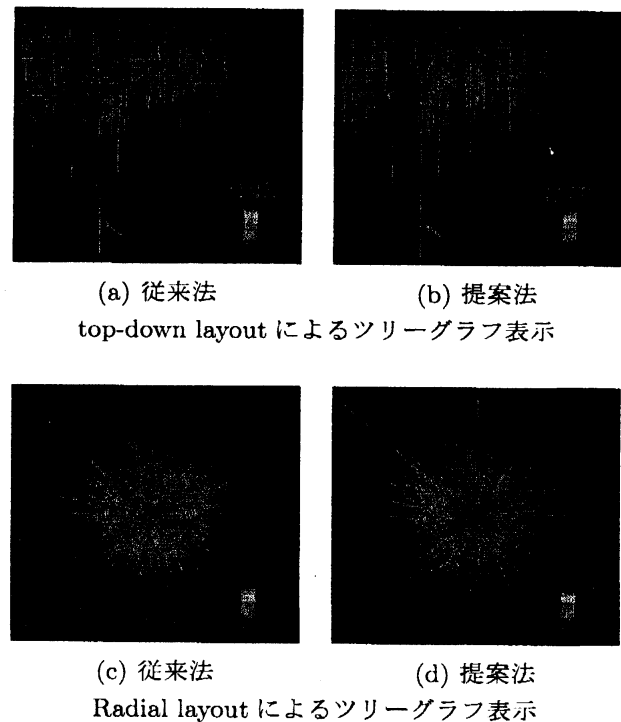 (a) 従来法
(b) 提案法
top-down layout によるツリーグラフ表示
(c) 従来法
(d) 提案法
Radial layout によるツリーグラフ表示